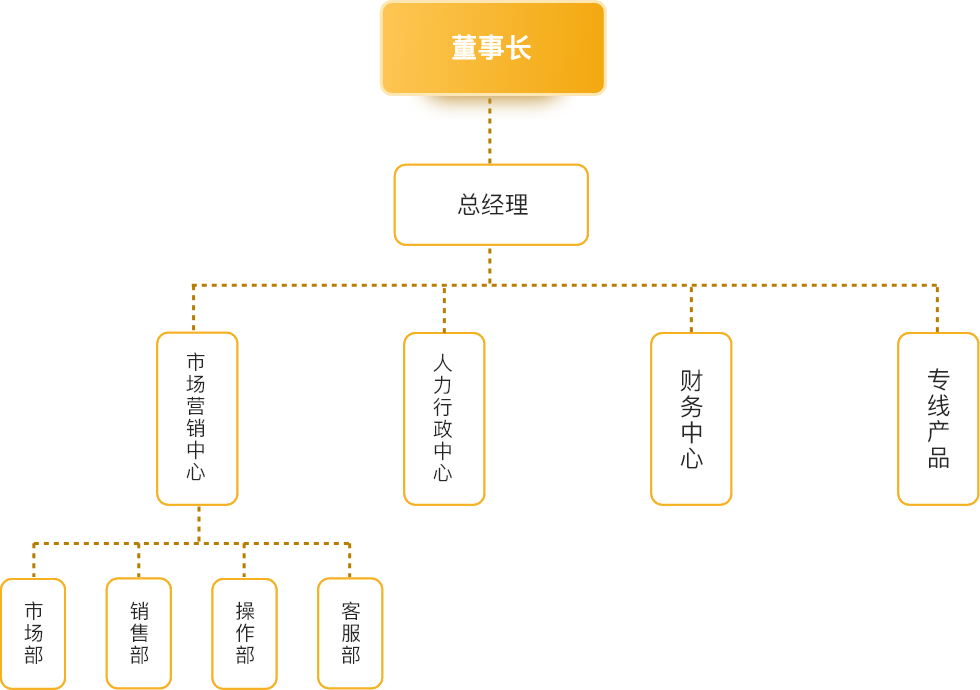 董事长
总经理
市场营销中心
人力行政中心
财务中心
专线产品
市场部
销售部
操作部
客服部